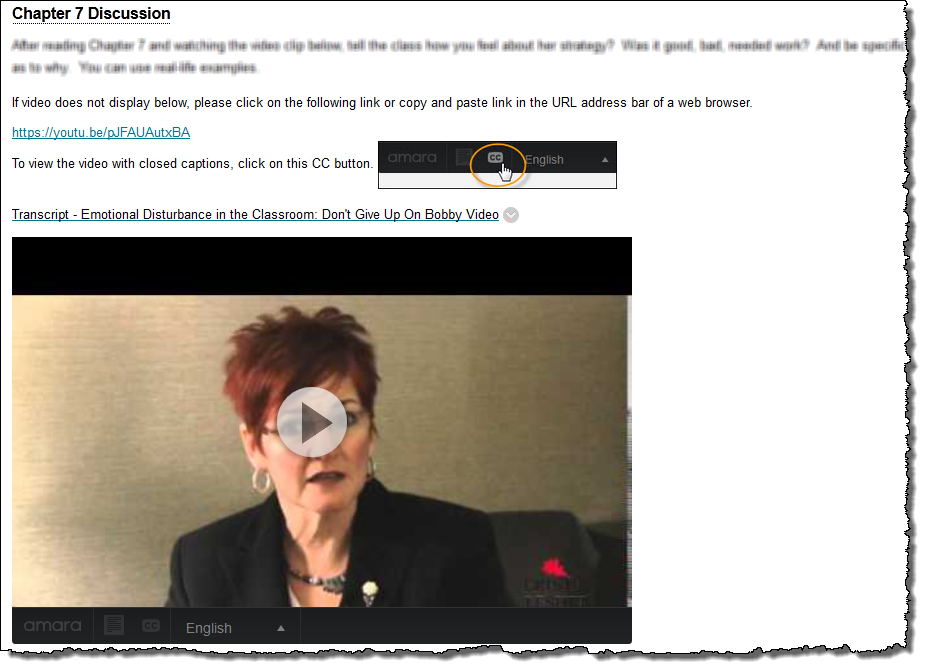 Chapter 7 Discussion
After reading Chapter 7 and watching the video clip below, tell the class how you feel about her strategy? Was it good, bad, needed work? And be specific
as to why. You can use real-life examples.
If video does not display below, please click on the following link or copy and paste link in the URL address bar of a web browser.
https://youtu.be/pJFAUAutxBA
To view the video with closed captions, click on this CC button.
amara CC English
Transcript - Emotional Disturbance in the Classroom: Don't Give Up On Bobby Video
amara CC English